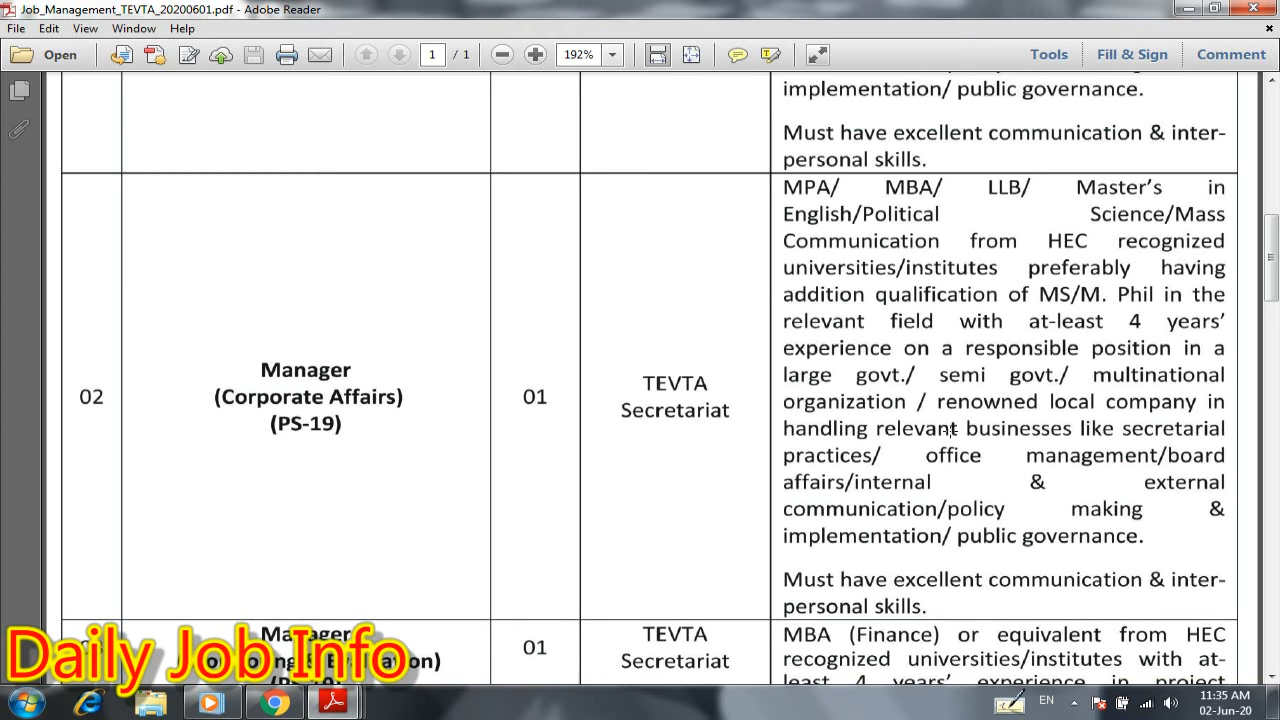 Job_Management_TEVTA_20200601.pdf - Adobe Reader
File Edit View Window Help
Open 1 / 1 192% Tools Fill & Sign Comment
implementation/ public governance.
Must have excellent communication & inter-
personal skills.
02
Manager
(Corporate Affairs)
(PS-19)
01
TEVTA
Secretariat
MPA/ MBA/ LLB/ Master's in
English/Political Science/Mass
Communication from HEC recognized
universities/institutes preferably having
addition qualification of MS/M. Phil in the
relevant field with at-least 4 years'
experience on a responsible position in a
large govt./ semi govt./ multinational
organization / renowned local company in
handling relevant businesses like secretarial
practices/ office management/board
affairs/internal & external
communication/policy making &
implementation/ public governance.
Must have excellent communication & inter-
personal skills.
Manager
01
TEVTA
Secretariat
MBA (Finance) or equivalent from HEC
recognized universities/institutes with at-
least 4 years' experience in project
Daily Job Info
EN
11:35 AM
02-Jun-20